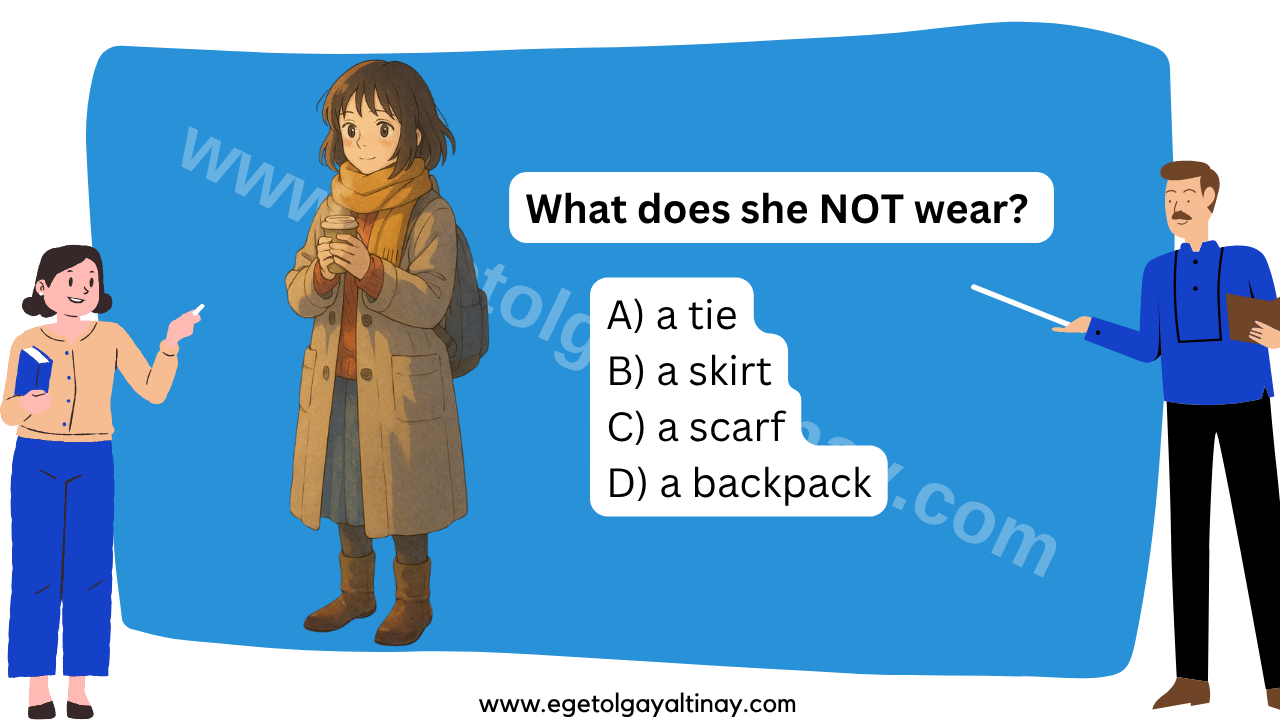 What does she NOT wear?
A) a tie
B) a skirt
C) a scarf
D) a backpack
www.egetolgayaltinay.com